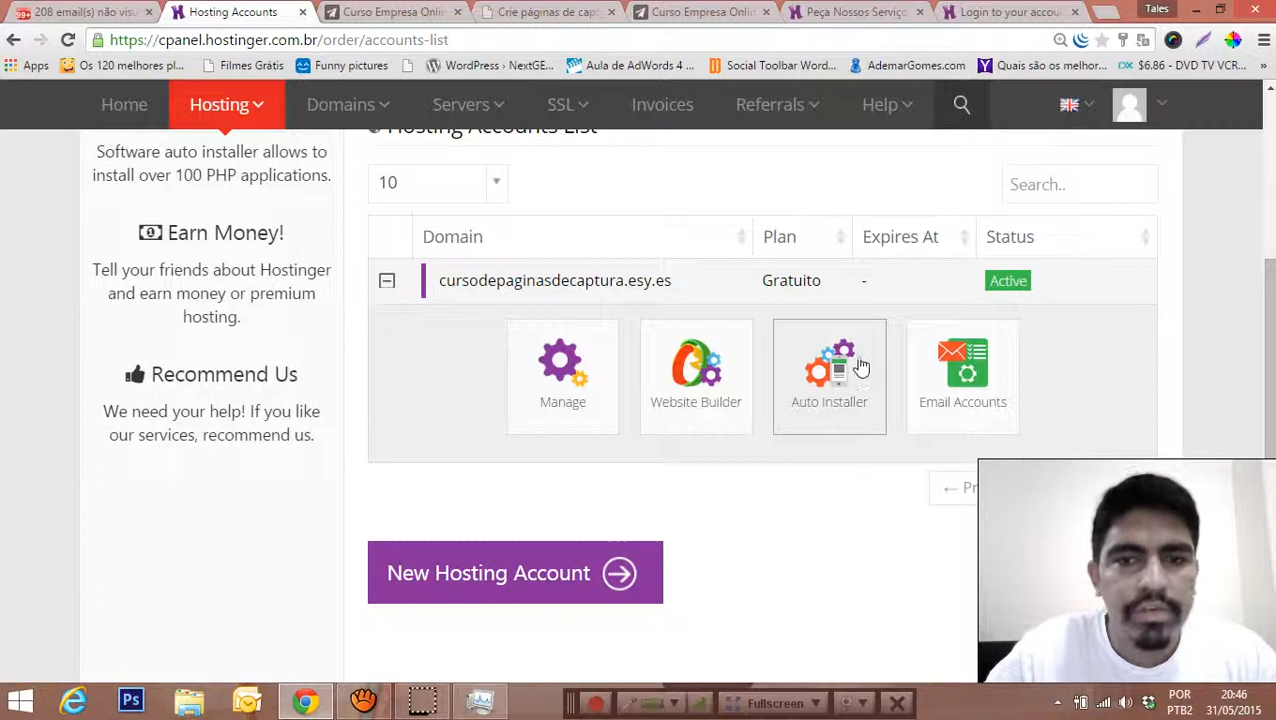 208 email(s) não visu
Hosting Accounts
Curso Empresa Onlin
Crie páginas de capt
Curso Empresa Onlin
Peça Nossos Serviço
Login to your accou
Tales
https://cpanel.hostinger.com.br/order/accounts-list
Apps
Os 120 melhores pl...
Filmes Grátis
Funny pictures
WordPress › NextGE...
Aula de AdWords 4 ...
Social Toolbar Word...
AdemarGomes.com
Quais são os melhor...
$6.86 - DVD TV VCR...
Home
Hosting
Domains
Servers
SSL
Invoices
Referrals
Help
Hosting Accounts List
Software auto installer allows to
install over 100 PHP applications.
Earn Money!
Tell your friends about Hostinger
and earn money or premium
hosting.
Recommend Us
We need your help! If you like
our services, recommend us.
10
Search..
Domain
Plan
Expires At
Status
cursodepaginasdecaptura.esy.es
Gratuito
-
Active
Manage
Website Builder
Auto Installer
Email Accounts
← Pr
New Hosting Account
Fullscreen
POR
PTB2
20:46
31/05/2015